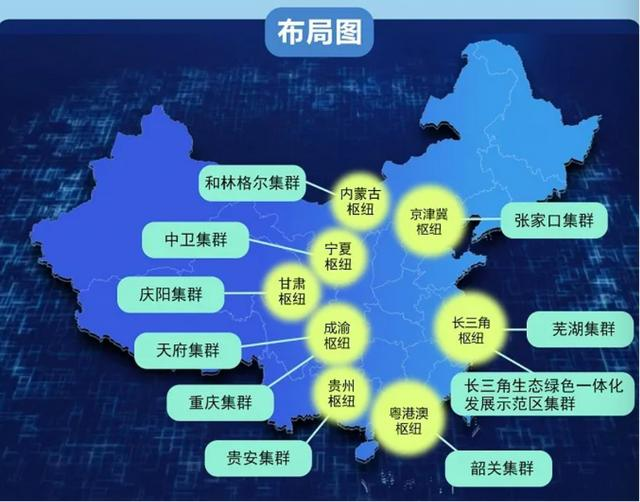 布局图
和林格尔集群
内蒙古
枢纽
京津冀
枢纽
张家口集群
中卫集群
宁夏
枢纽
庆阳集群
甘肃
枢纽
天府集群
成渝
枢纽
长三角
枢纽
芜湖集群
重庆集群
贵州
枢纽
长三角生态绿色一体化
发展示范区集群
粤港澳
枢纽
贵安集群
韶关集群